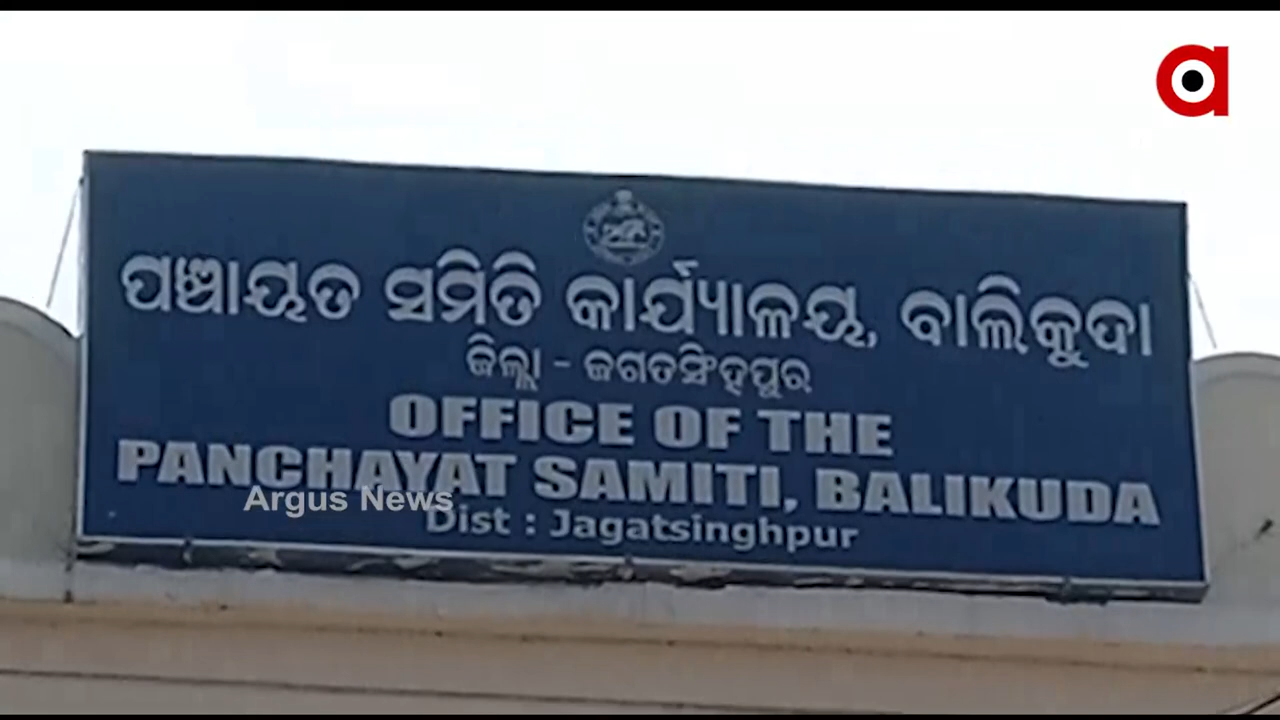 ପଞ୍ଚାୟତ ସମିତି କାର୍ଯ୍ୟାଳୟ, ବାଲିକୁଦା
ଜିଲ୍ଲା - ଜଗତସିଂହପୁର
OFFICE OF THE
PANCHAYAT SAMITI, BALIKUDA
Argus News
Dist : Jagatsinghpur